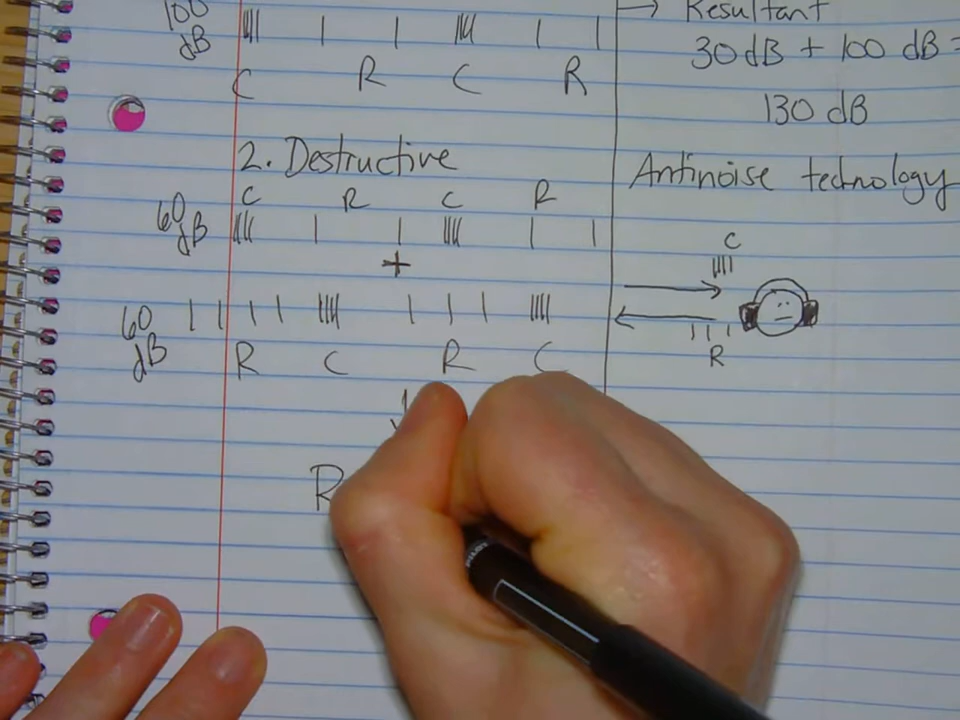 100
dB
C R C R
→ Resultant
30 dB + 100 dB =
130 dB
2. Destructive
C R C R
60
dB
+
60
dB
R C R C
R
Antinoise technology
C
R